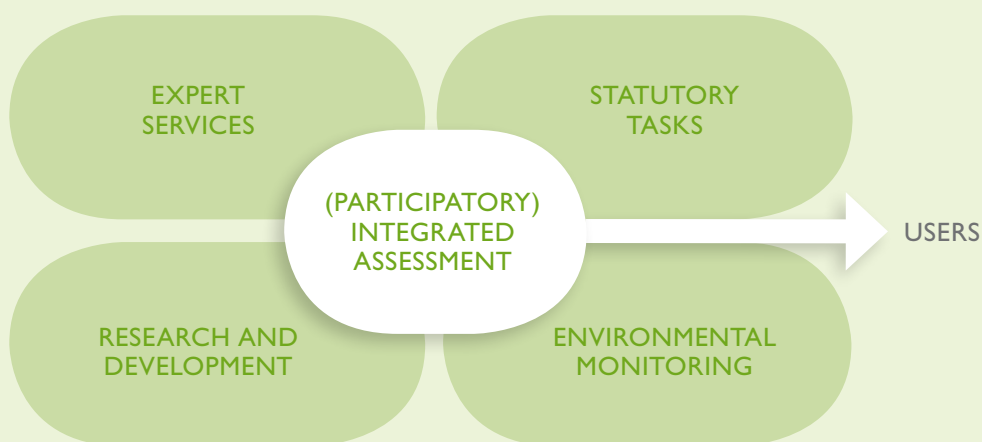 EXPERT
SERVICES
STATUTORY
TASKS
(PARTICIPATORY)
INTEGRATED
ASSESSMENT
USERS
RESEARCH AND
DEVELOPMENT
ENVIRONMENTAL
MONITORING